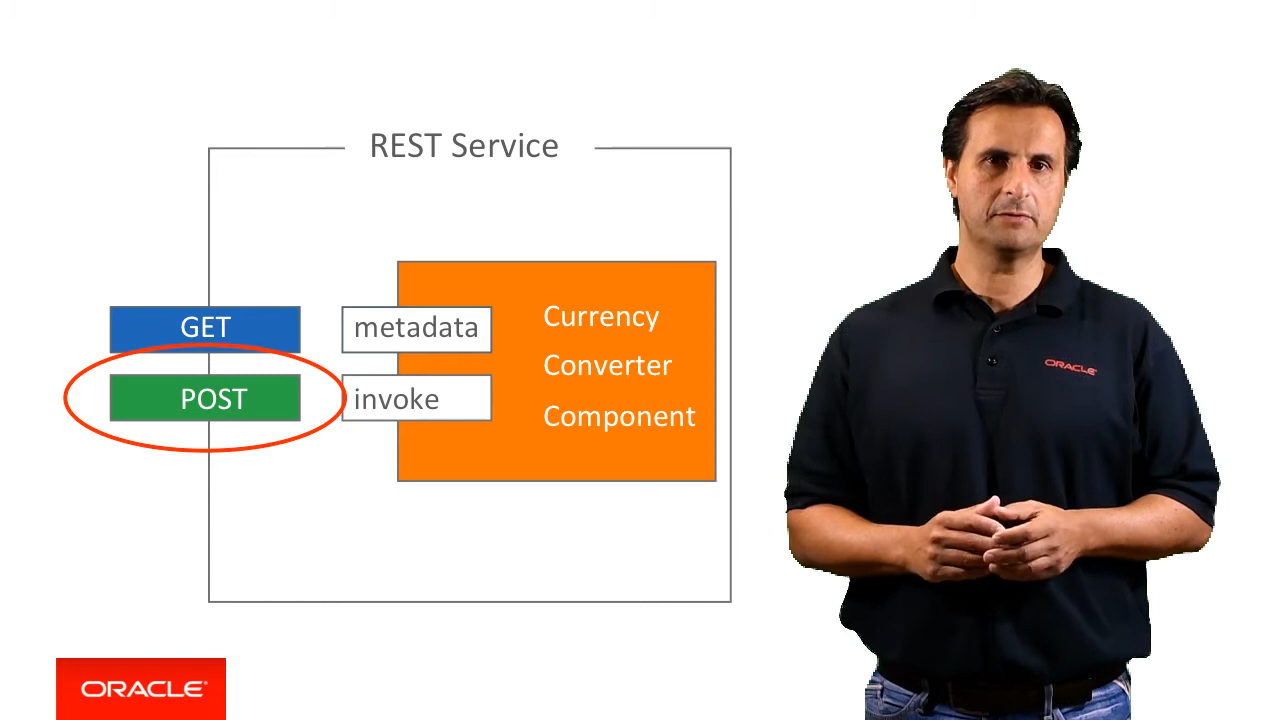 REST Service
GET
metadata
POST
invoke
Currency
Converter
Component
ORACLE
ORACLE